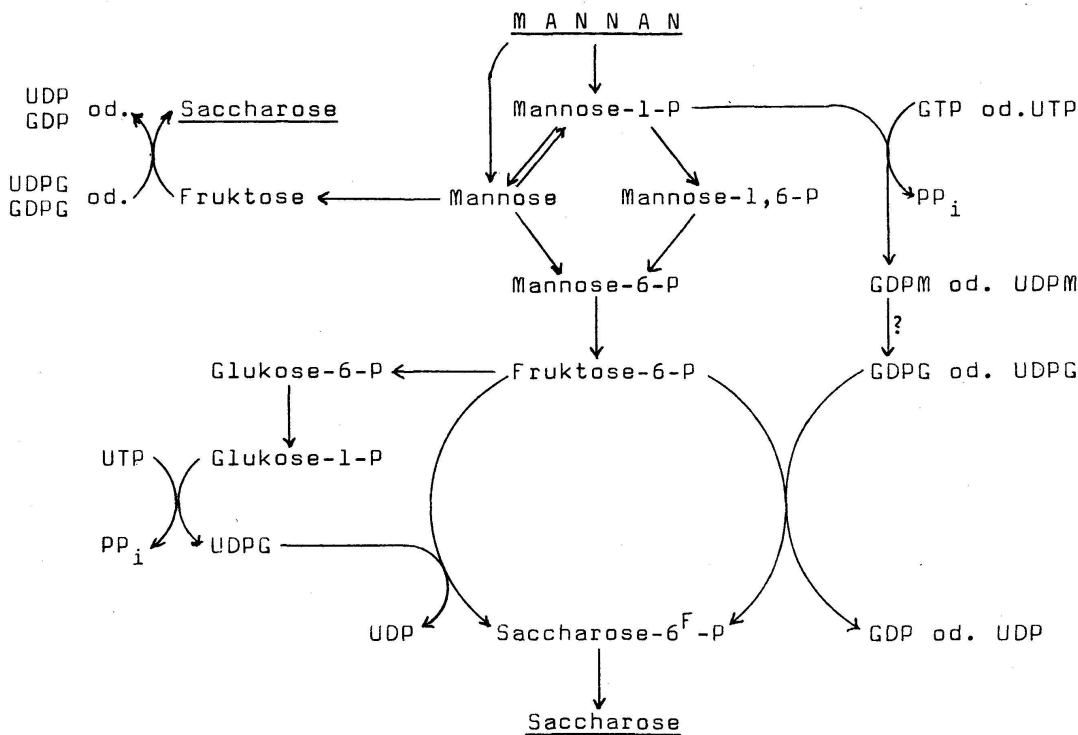 M A N N A N
UDP
GDP od. Saccharose
Mannose-1-P
GTP od.UTP
UDPG
GDPG od. Fruktose
Mannose
Mannose-1,6-P
PPi
Mannose-6-P
GDPM od. UDPM
?
Glukose-6-P
Fruktose-6-P
GDPG od. UDPG
UTP
Glukose-1-P
PPi
UDPG
UDP
Saccharose-6F-P
GDP od. UDP
Saccharose